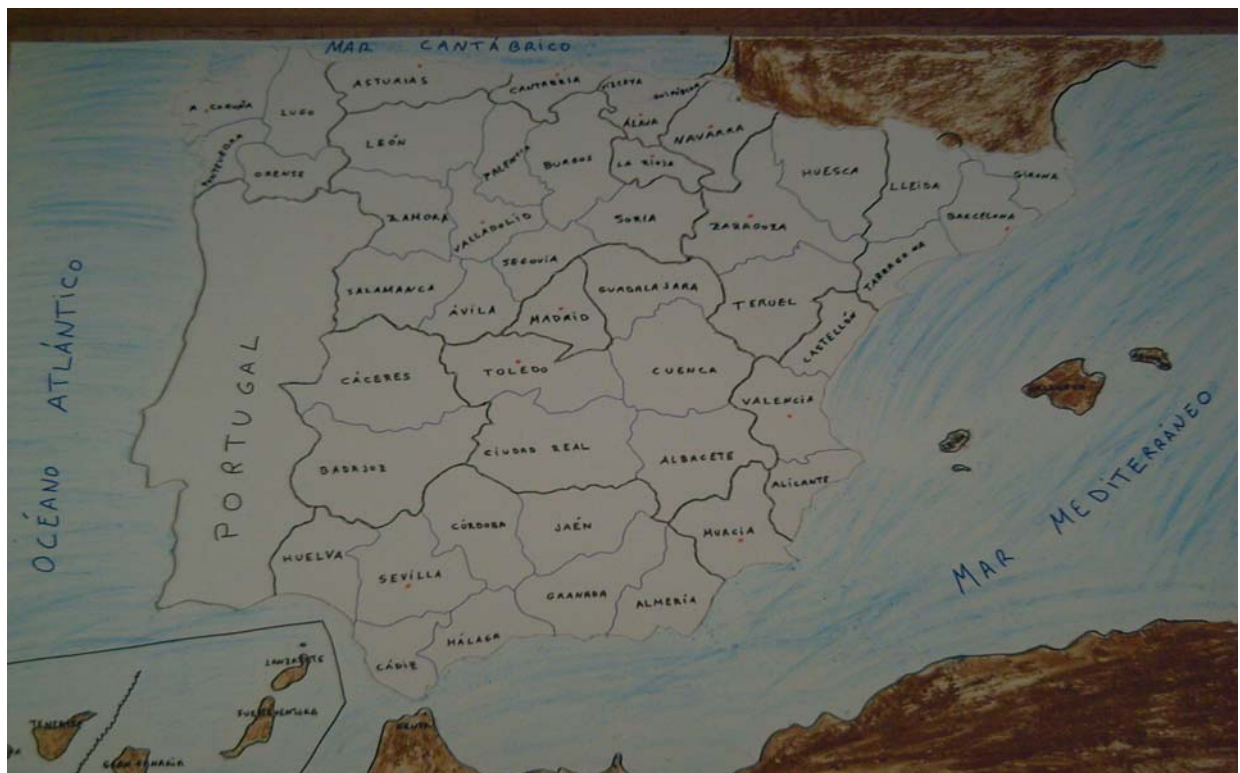 MAR CANTÁBRICO
ASTURIAS
CANTABRIA
VIZCAYA
GUIPÚZCOA
A CORUÑA
LUGO
LEÓN
PALENCIA
BURGOS
ÁLAVA
NAVARRA
LA RIOJA
PONTEVEDRA
ORENSE
HUESCA
LLEIDA
GIRONA
BARCELONA
ZAMORA
VALLADOLID
SORIA
ZARAGOZA
TARRAGONA
SEGOVIA
SALAMANCA
ÁVILA
MADRID
GUADALAJARA
TERUEL
CASTELLÓN
OCÉANO ATLÁNTICO
PORTUGAL
CÁCERES
TOLEDO
CUENCA
VALENCIA
BADAJOZ
CIUDAD REAL
ALBACETE
ALICANTE
MAR MEDITERRÁNEO
HUELVA
SEVILLA
CÓRDOBA
JAÉN
MURCIA
GRANADA
ALMERÍA
MÁLAGA
CÁDIZ
LANZAROTE
FUERTEVENTURA
TENERIFE
GRAN CANARIA
CEUTA